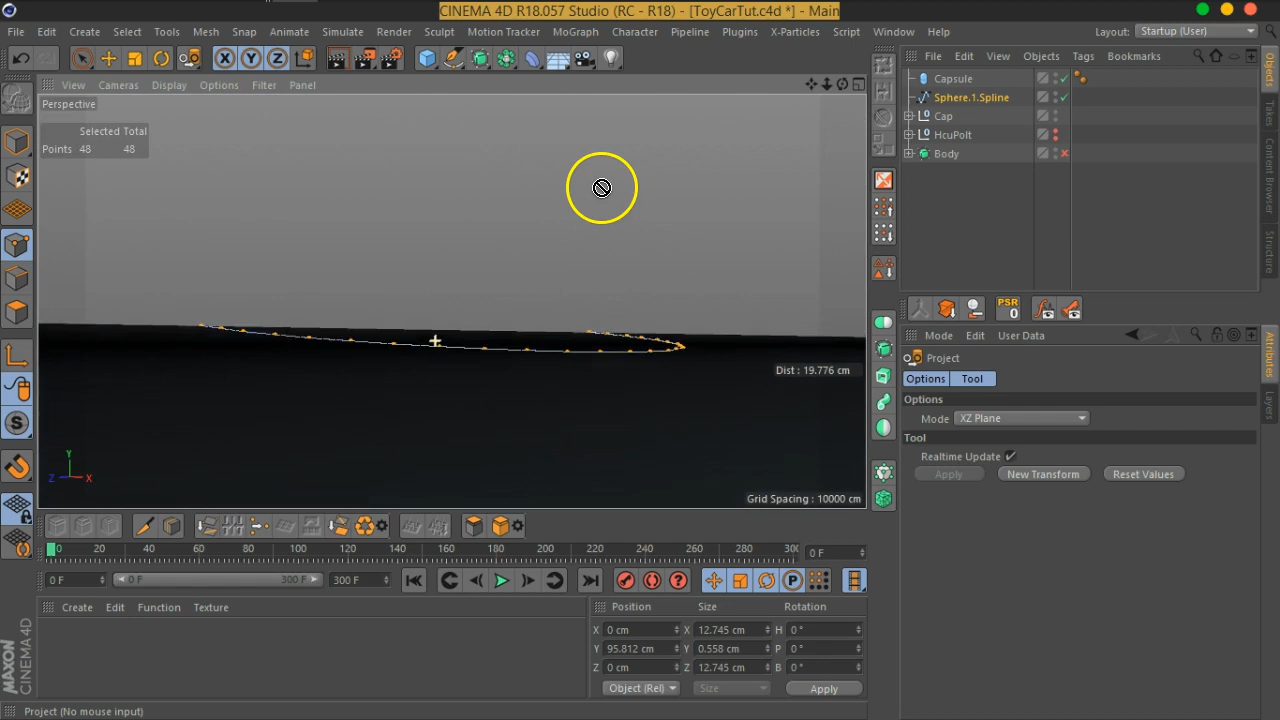 CINEMA 4D R18.057 Studio (RC - R18) - [ToyCarTut.c4d *] - Main
File Edit Create Select Tools Mesh Snap Animate Simulate Render Sculpt Motion Tracker MoGraph Character Pipeline Plugins X-Particles Script Window Help Layout: Startup (User)
X Y Z
File Edit View Objects Tags Bookmarks
View Cameras Display Options Filter Panel
Perspective
Selected Total
Points 48 48
Capsule
Sphere.1.Spline
Cap
HcuPolt
Body
Objects
Takes
Content Browser
Structure
PSR
0
Mode Edit User Data
Project
Options Tool
Options
Mode XZ Plane
Tool
Realtime Update
Apply New Transform Reset Values
Attributes
Layers
Dist : 19.776 cm
Y
Z X
Grid Spacing : 10000 cm
0 20 40 60 80 100 120 140 160 180 200 220 240 260 280 300 0 F
0 F 0 F 300 F 300 F
Create Edit Function Texture
Position Size Rotation
X 0 cm X 12.745 cm H 0 °
Y 95.812 cm Y 0.558 cm P 0 °
Z 0 cm Z 12.745 cm B 0 °
Object (Rel) Size Apply
MAXON
CINEMA 4D
Project (No mouse input)